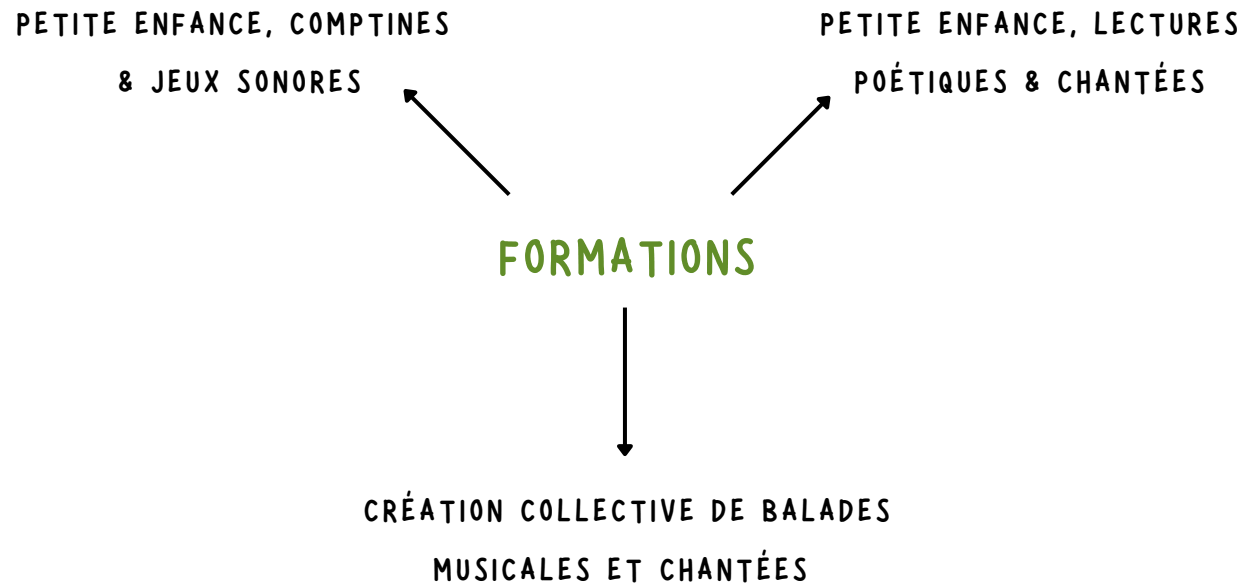 PETITE ENFANCE, COMPTINES
& JEUX SONORES
PETITE ENFANCE, LECTURES
POÉTIQUES & CHANTÉES
FORMATIONS
CRÉATION COLLECTIVE DE BALADES
MUSICALES ET CHANTÉES